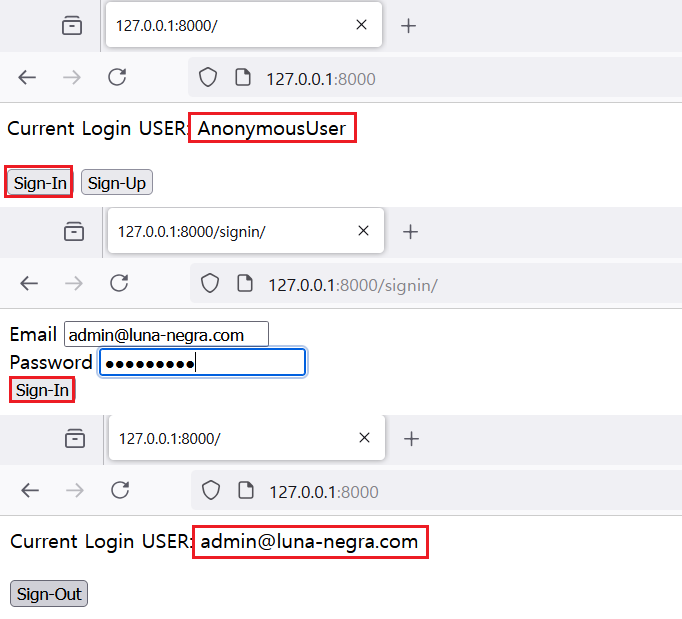 127.0.0.1:8000/
127.0.0.1:8000
Current Login USER: AnonymousUser
Sign-In Sign-Up
127.0.0.1:8000/signin/
127.0.0.1:8000/signin/
Email admin@luna-negra.com
Password ●●●●●●●●●
Sign-In
127.0.0.1:8000/
127.0.0.1:8000
Current Login USER: admin@luna-negra.com
Sign-Out